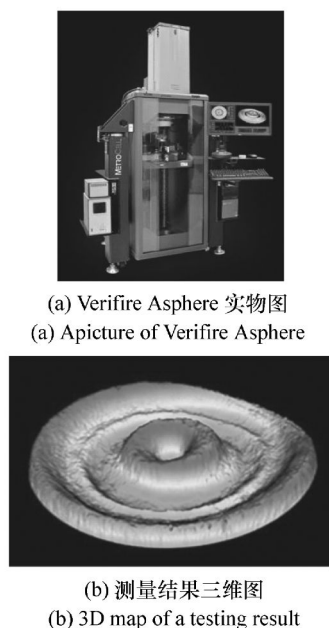 METRO
(a) Verifire Asphere 实物图
(a) Apicture of Verifire Asphere
(b) 测量结果三维图
(b) 3D map of a testing result